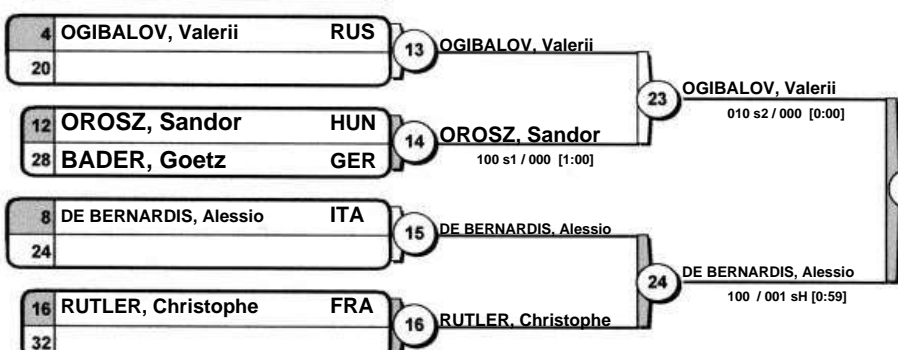 4 OGIBALOV, Valerii RUS
20
13 OGIBALOV, Valerii
12 OROSZ, Sandor HUN
28 BADER, Goetz GER
14 OROSZ, Sandor
100 s1 / 000 [1:00]
23 OGIBALOV, Valerii
010 s2 / 000 [0:00]
8 DE BERNARDIS, Alessio ITA
24
15 DE BERNARDIS, Alessio
16 RUTLER, Christophe FRA
32
16 RUTLER, Christophe
24 DE BERNARDIS, Alessio
100 / 001 sH [0:59]